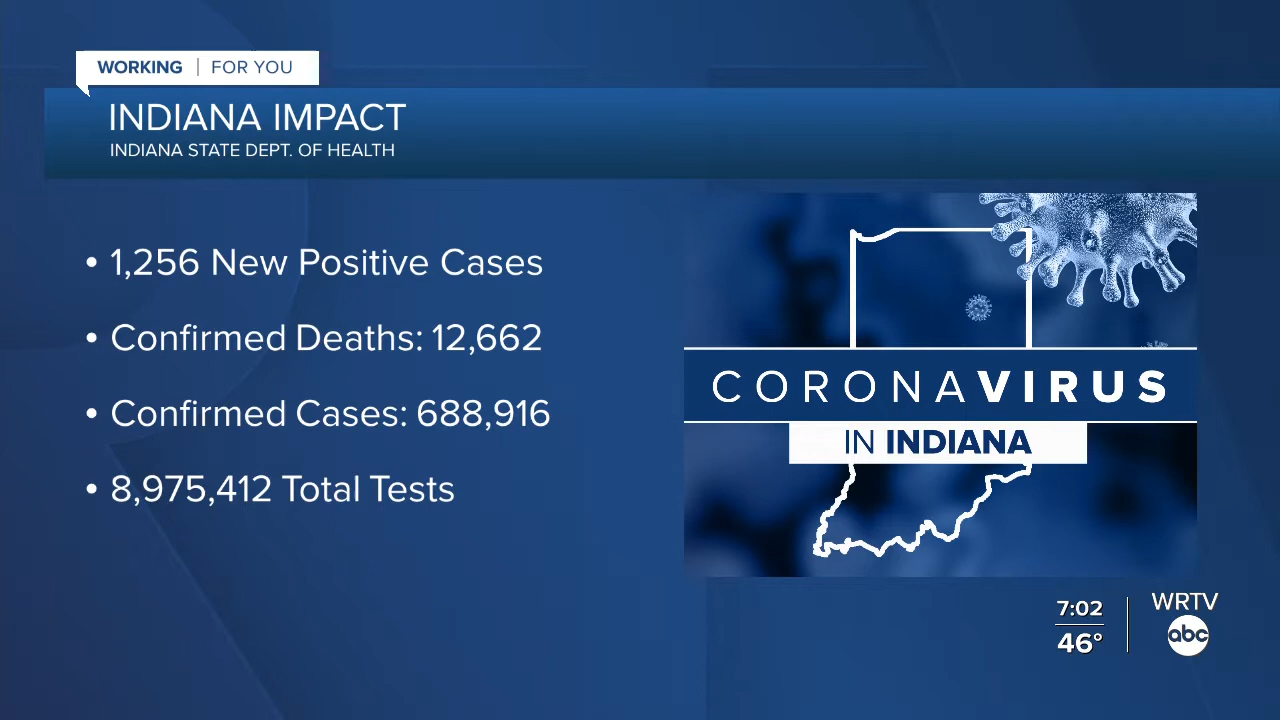 WORKING | FOR YOU
INDIANA IMPACT
INDIANA STATE DEPT. OF HEALTH
• 1,256 New Positive Cases
• Confirmed Deaths: 12,662
• Confirmed Cases: 688,916
• 8,975,412 Total Tests
CORONAVIRUS
IN INDIANA
7:02
46°
WRTV
abc